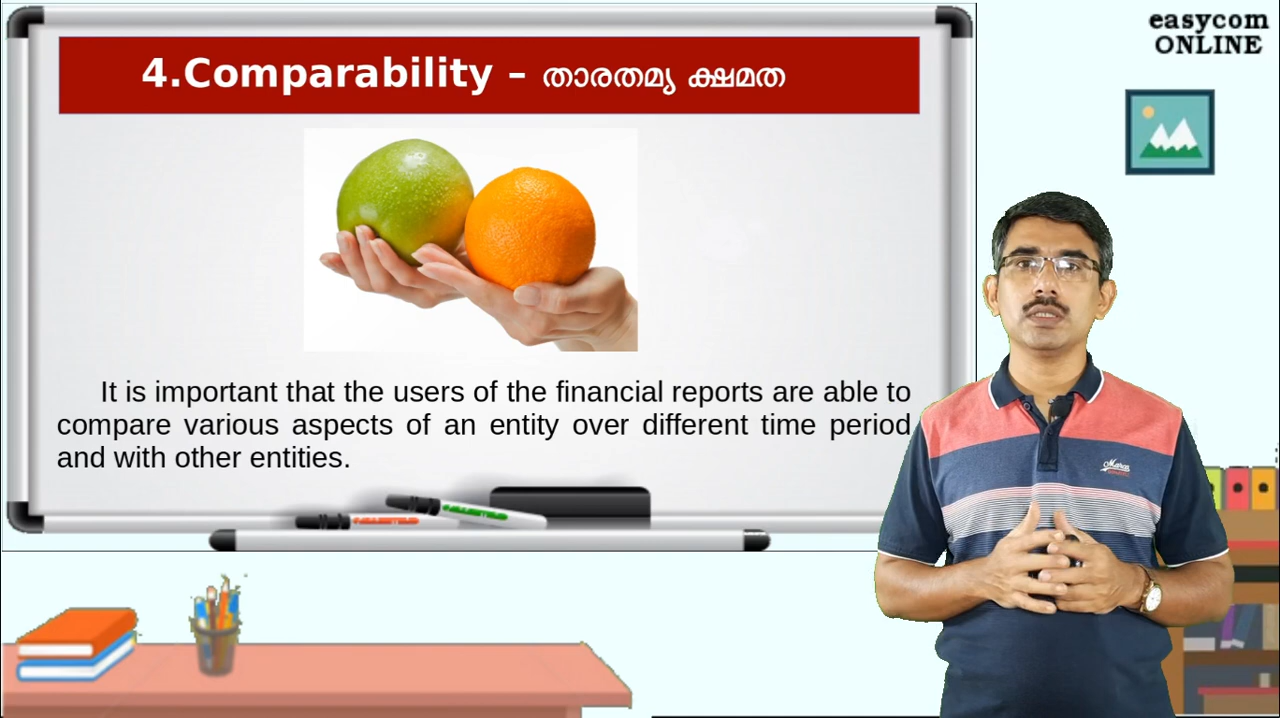 easycom
ONLINE
4.Comparability – താരതമ്യ ക്ഷമത
It is important that the users of the financial reports are able to
compare various aspects of an entity over different time period
and with other entities.